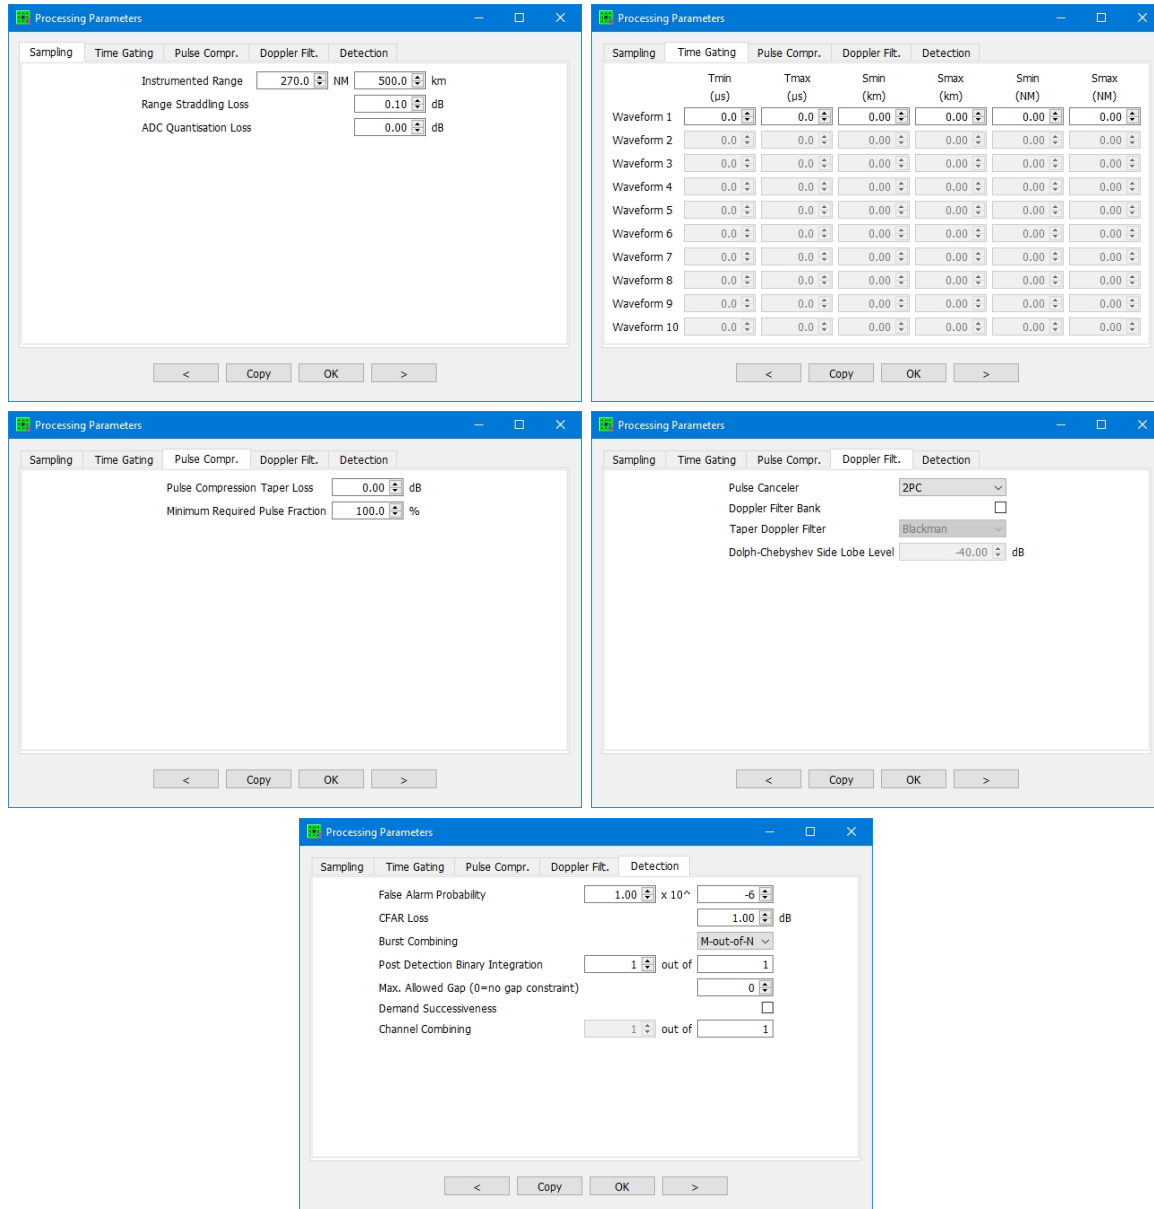 Processing Parameters
Sampling Time Gating Pulse Compr. Doppler Filt. Detection
Instrumented Range 270.0 NM 500.0 km
Range Straddling Loss 0.10 dB
ADC Quantisation Loss 0.00 dB
< Copy OK >
Processing Parameters
Sampling Time Gating Pulse Compr. Doppler Filt. Detection
Tmin Tmax Smin Smax Smin Smax
(µs) (µs) (km) (km) (NM) (NM)
Waveform 1 0.0 0.0 0.00 0.00 0.00 0.00
Waveform 2 0.0 0.0 0.00 0.00 0.00 0.00
Waveform 3 0.0 0.0 0.00 0.00 0.00 0.00
Waveform 4 0.0 0.0 0.00 0.00 0.00 0.00
Waveform 5 0.0 0.0 0.00 0.00 0.00 0.00
Waveform 6 0.0 0.0 0.00 0.00 0.00 0.00
Waveform 7 0.0 0.0 0.00 0.00 0.00 0.00
Waveform 8 0.0 0.0 0.00 0.00 0.00 0.00
Waveform 9 0.0 0.0 0.00 0.00 0.00 0.00
Waveform 10 0.0 0.0 0.00 0.00 0.00 0.00
< Copy OK >
Processing Parameters
Sampling Time Gating Pulse Compr. Doppler Filt. Detection
Pulse Compression Taper Loss 0.00 dB
Minimum Required Pulse Fraction 100.0 %
< Copy OK >
Processing Parameters
Sampling Time Gating Pulse Compr. Doppler Filt. Detection
Pulse Canceler 2PC
Doppler Filter Bank
Taper Doppler Filter Blackman
Dolph-Chebyshev Side Lobe Level -40.00 dB
< Copy OK >
Processing Parameters
Sampling Time Gating Pulse Compr. Doppler Filt. Detection
False Alarm Probability 1.00 x 10^ -6
CFAR Loss 1.00 dB
Burst Combining M-out-of-N
Post Detection Binary Integration 1 out of 1
Max. Allowed Gap (0=no gap constraint) 0
Demand Successiveness
Channel Combining 1 out of 1
< Copy OK >